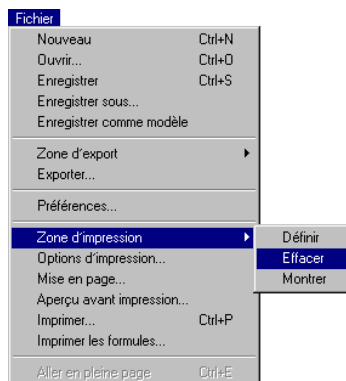 Fichier
Nouveau Ctrl+N
Ouvrir... Ctrl+O
Enregistrer Ctrl+S
Enregistrer sous...
Enregistrer comme modèle
Zone d'export
Exporter...
Préférences...
Zone d'impression Définir
Options d'impression... Effacer
Mise en page... Montrer
Aperçu avant impression...
Imprimer... Ctrl+P
Imprimer les formules...
Aller en pleine page Ctrl+E